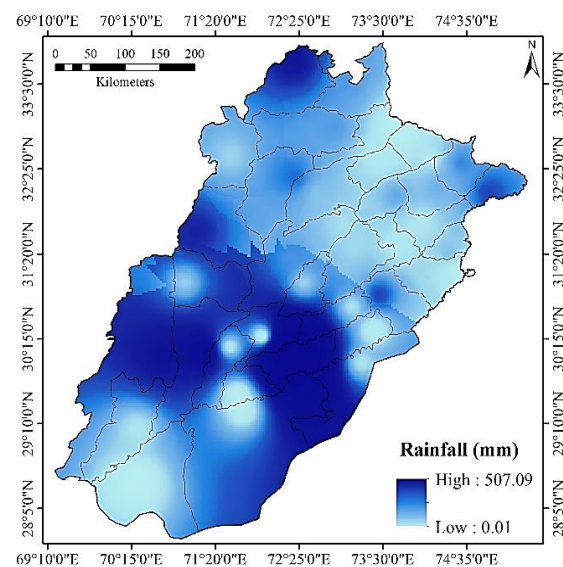 69°10'0"E 70°15'0"E 71°20'0"E 72°25'0"E 73°30'0"E 74°35'0"E
0 50 100 150 200
Kilometers
N
33°30'0"N 33°30'0"N
32°25'0"N 32°25'0"N
31°20'0"N 31°20'0"N
30°15'0"N 30°15'0"N
29°10'0"N 29°10'0"N
28°5'0"N 28°5'0"N
Rainfall (mm)
High : 507.09
Low : 0.01
69°10'0"E 70°15'0"E 71°20'0"E 72°25'0"E 73°30'0"E 74°35'0"E